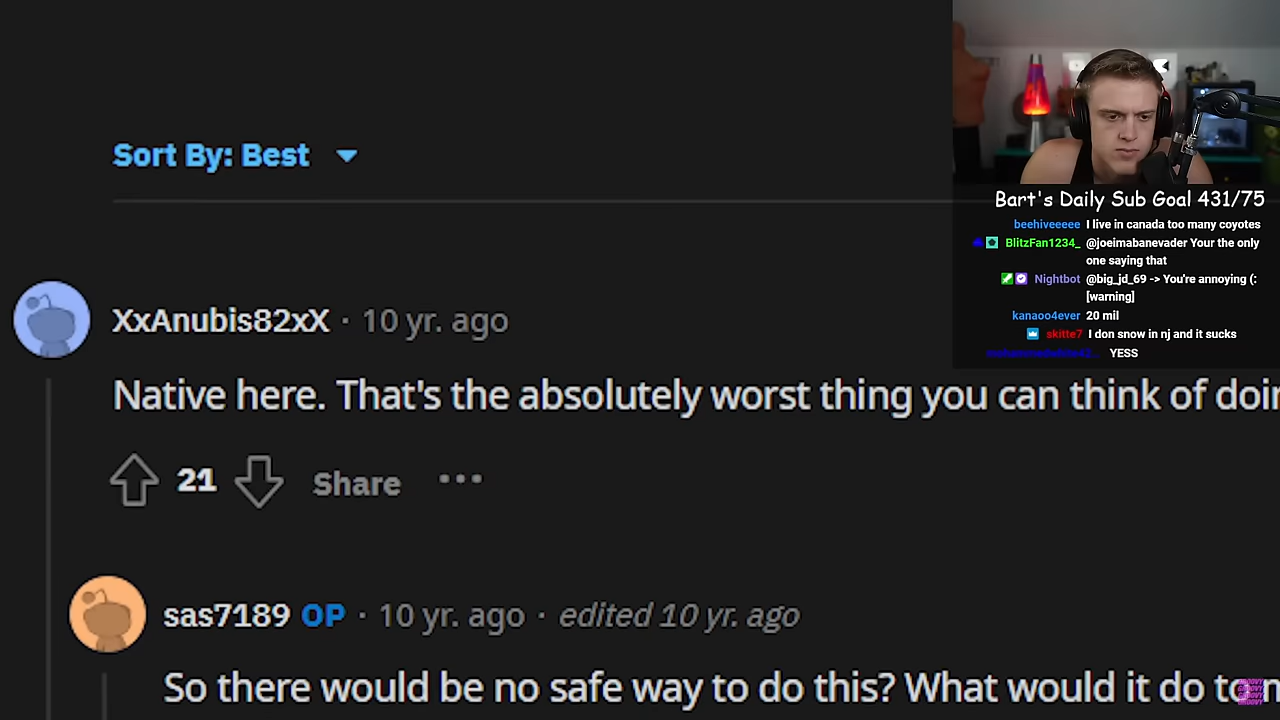 Sort By: Best
Bart's Daily Sub Goal 431/75
beehiveeeee I live in canada too many coyotes
BlitzFan1234_ @joeimabanevader Your the only
one saying that
Nightbot @big_jd_69 -> You're annoying (:
[warning]
kanaoo4ever 20 mil
skitte7 I don snow in nj and it sucks
YESS
XxAnubis82xX · 10 yr. ago
Native here. That's the absolutely worst thing you can think of doin
21 Share ...
sas7189 OP · 10 yr. ago · edited 10 yr. ago
So there would be no safe way to do this? What would it do to